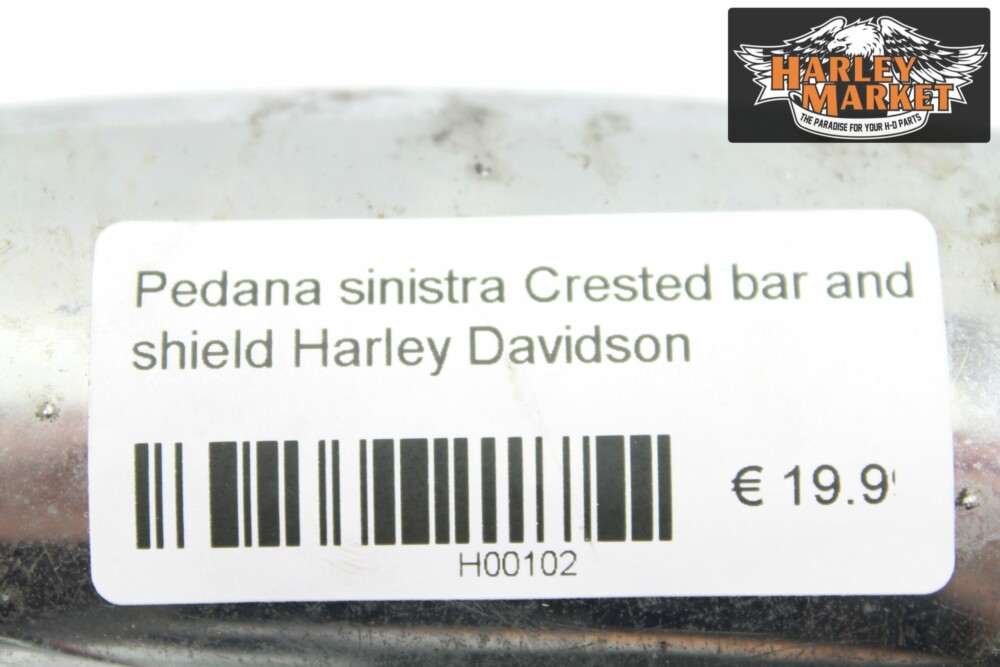 HARLEY
MARKET
THE PARADISE FOR YOUR H-D PARTS
Pedana sinistra Crested bar and
shield Harley Davidson
€ 19.9
H00102